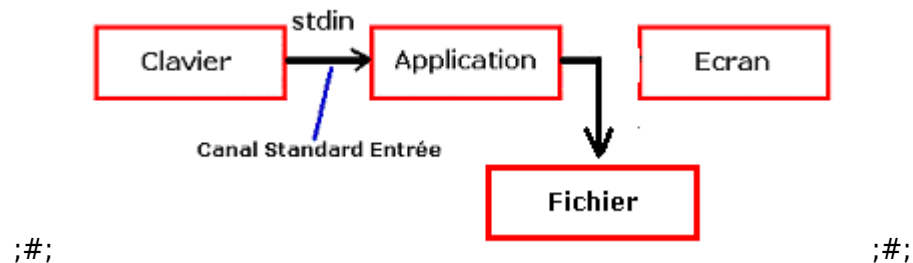 stdin
Clavier
Application
Ecran
Canal Standard Entrée
Fichier
;#; ;#;